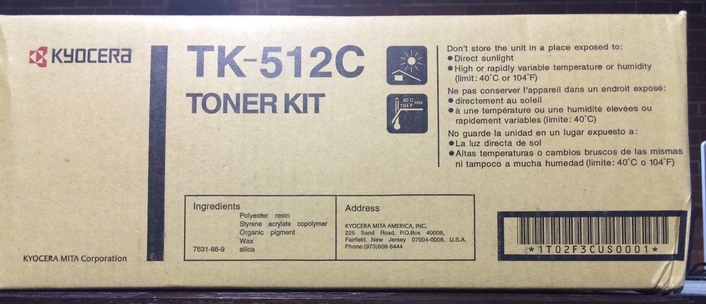 KYOCERA
TK-512C
TONER KIT
40°C max
104°F
Don't store the unit in a place exposed to:
● Direct sunlight
● High or rapidly variable temperature or humidity
(limit: 40°C or 104°F)
Ne pas conserver l'appareil dans un endroit exposé:
● directement au soleil
● à une température ou une humidité élevées ou
rapidement variables (limite: 40°C)
No guarde la unidad en un lugar expuesto a:
● La luz directa de sol
● Altas temperaturas o cambios bruscos de las mismas
ni tampoco a mucha humedad (limite: 40°C o 104°F)
Ingredients
Polyester resin
Styrene acrylate copolymer
Organic pigment
Wax
7631-86-9 silica
Address
KYOCERA MITA AMERICA, INC.
225 Sand Road, P.O.Box 40008,
Fairfield, New Jersey 07004-0008, U.S.A.
Phone:(973)808-8444
*1T02F3CUS0001*
KYOCERA MITA Corporation